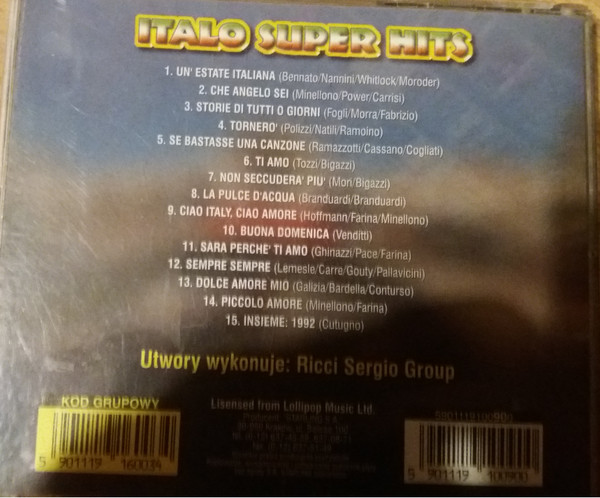 ITALO SUPER HITS
1. UN' ESTATE ITALIANA (Bennato/Nannini/Whitlock/Moroder)
2. CHE ANGELO SEI (Minellono/Power/Carrisi)
3. STORIE DI TUTTI O GIORNI (Fogli/Morra/Fabrizio)
4. TORNERO' (Polizzi/Natili/Ramoino)
5. SE BASTASSE UNA CANZONE (Ramazzotti/Cassano/Cogliati)
6. TI AMO (Tozzi/Bigazzi)
7. NON SECCUDERA' PIU' (Mori/Bigazzi)
8. LA PULCE D'ACQUA (Branduardi/Branduardi)
9. CIAO ITALY, CIAO AMORE (Hoffmann/Farina/Minellono)
10. BUONA DOMENICA (Venditti)
11. SARA PERCHE' TI AMO (Ghinazzi/Pace/Farina)
12. SEMPRE SEMPRE (Lemesle/Carre/Gouty/Pallavicini)
13. DOLCE AMORE MIO (Galizia/Bardella/Conturso)
14. PICCOLO AMORE (Minellono/Farina)
15. INSIEME: 1992 (Cutugno)
Utwory wykonuje: Ricci Sergio Group
KOD GRUPOWY
Lisensed from Lollipop Music Ltd.
5 901119 160034
5 901119 100900